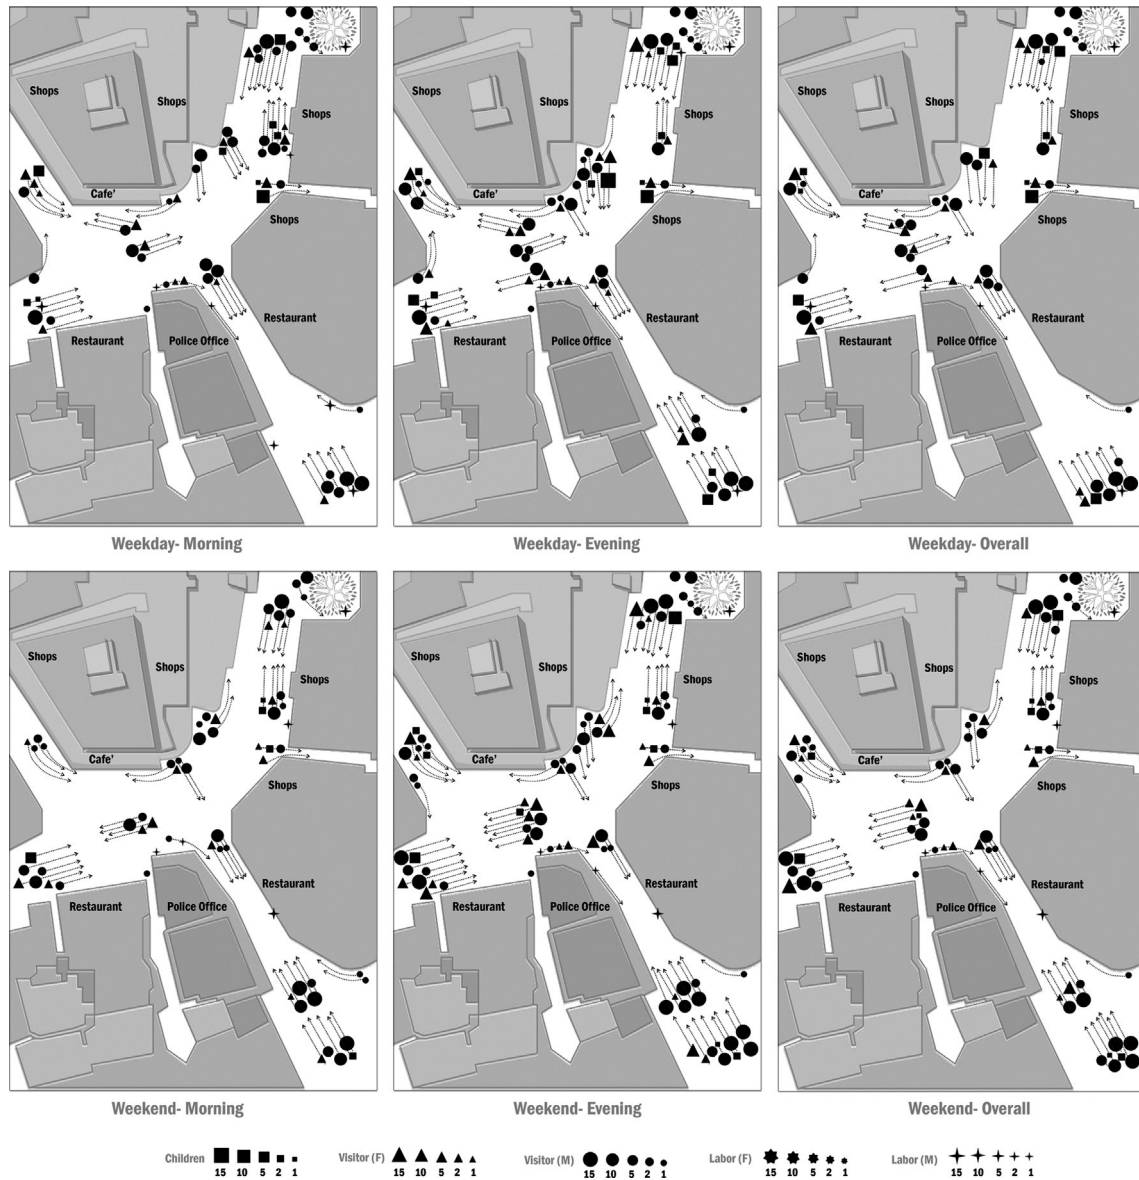 Shops
Shops
Shops
Cafe'
Shops
Restaurant
Restaurant
Police Office
Weekday- Morning
Shops
Shops
Shops
Cafe'
Shops
Restaurant
Restaurant
Police Office
Weekday- Evening
Shops
Shops
Shops
Cafe'
Shops
Restaurant
Restaurant
Police Office
Weekday- Overall
Shops
Shops
Shops
Cafe'
Shops
Restaurant
Restaurant
Police Office
Weekend- Morning
Shops
Shops
Shops
Cafe'
Shops
Restaurant
Restaurant
Police Office
Weekend- Evening
Shops
Shops
Shops
Cafe'
Shops
Restaurant
Restaurant
Police Office
Weekend- Overall
Children
15 10 5 2 1
Visitor (F)
15 10 5 2 1
Visitor (M)
15 10 5 2 1
Labor (F)
15 10 5 2 1
Labor (M)
15 10 5 2 1